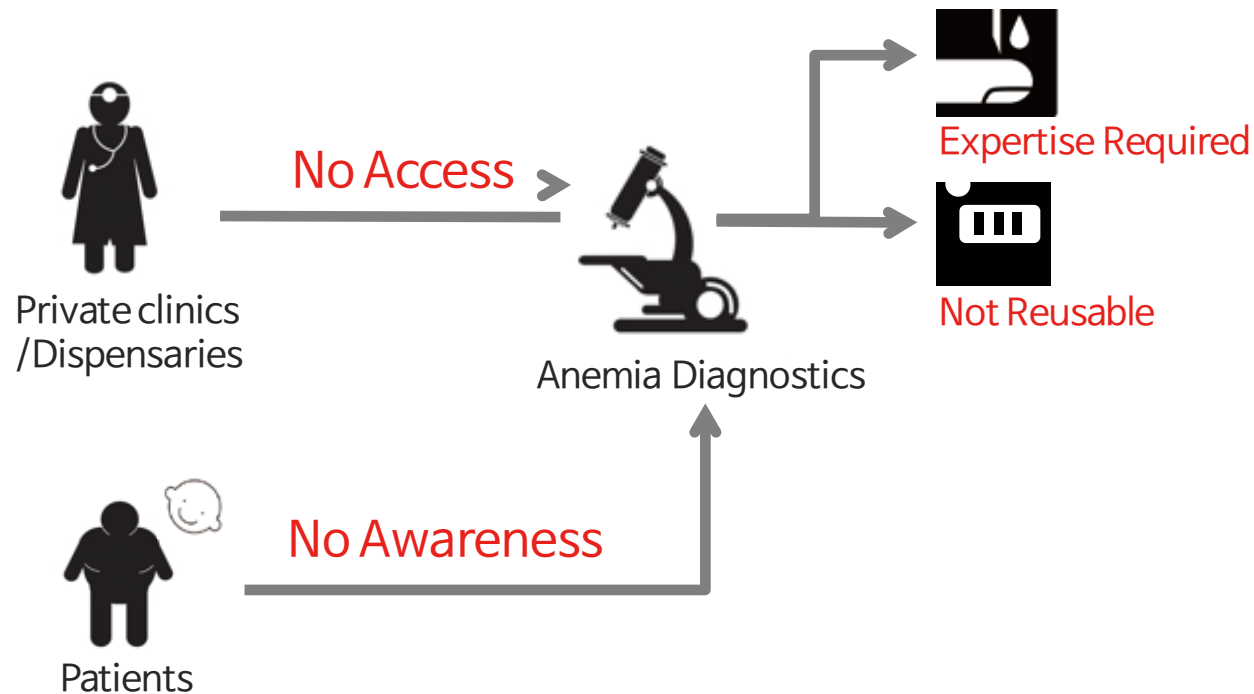 No Access
Expertise Required
Private clinics
/Dispensaries
Not Reusable
Anemia Diagnostics
No Awareness
Patients